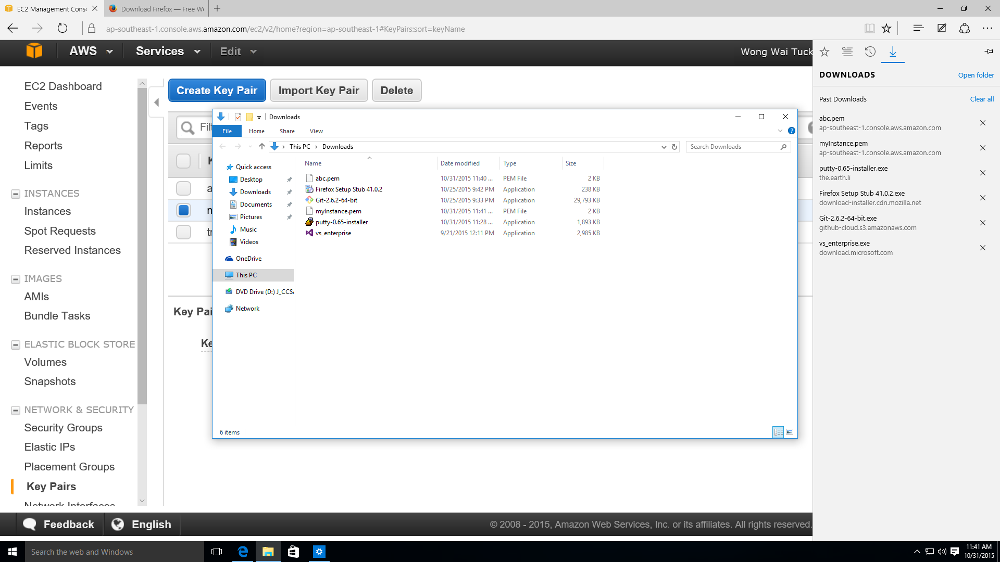 EC2 Management Conso
Download Firefox — Free We
ap-southeast-1.console.aws.amazon.com/ec2/v2/home?region=ap-southeast-1#KeyPairs:sort=keyName
AWS
Services
Edit
Wong Wai Tuck
EC2 Dashboard
Events
Tags
Reports
Limits
INSTANCES
Instances
Spot Requests
Reserved Instances
IMAGES
AMIs
Bundle Tasks
ELASTIC BLOCK STORE
Volumes
Snapshots
NETWORK & SECURITY
Security Groups
Elastic IPs
Placement Groups
Key Pairs
Network Interfaces
Create Key Pair
Import Key Pair
Delete
Filt
K
a
m
tr
Key Pai
Ke
Downloads
File
Home
Share
View
This PC
Downloads
Search Downloads
Quick access
Desktop
Downloads
Documents
Pictures
Music
Videos
OneDrive
This PC
DVD Drive (D:) J_CCSA
Network
Name Date modified Type Size
abc.pem 10/31/2015 11:40 ... PEM File 2 KB
Firefox Setup Stub 41.0.2 10/25/2015 9:42 PM Application 238 KB
Git-2.6.2-64-bit 10/25/2015 9:33 PM Application 29,793 KB
myInstance.pem 10/31/2015 11:41 ... PEM File 2 KB
putty-0.65-installer 10/31/2015 11:28 ... Application 1,893 KB
vs_enterprise 9/21/2015 12:11 PM Application 2,985 KB
6 items
DOWNLOADS
Open folder
Past Downloads
Clear all
abc.pem
ap-southeast-1.console.aws.amazon.com
myInstance.pem
ap-southeast-1.console.aws.amazon.com
putty-0.65-installer.exe
the.earth.li
Firefox Setup Stub 41.0.2.exe
download-installer.cdn.mozilla.net
Git-2.6.2-64-bit.exe
github-cloud.s3.amazonaws.com
vs_enterprise.exe
download.microsoft.com
Feedback
English
© 2008 - 2015, Amazon Web Services, Inc. or its affiliates. All rights reserved.
Search the web and Windows
11:41 AM
10/31/2015